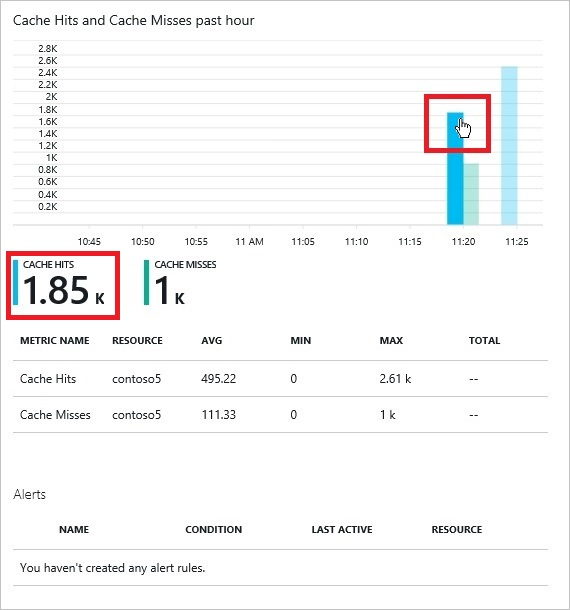 Cache Hits and Cache Misses past hour
2.8K
2.6K
2.4K
2.2K
2K
1.8K
1.6K
1.4K
1.2K
1K
0.8K
0.6K
0.4K
0.2K
10:45 10:50 10:55 11 AM 11:05 11:10 11:15 11:20 11:25
CACHE HITS CACHE MISSES
1.85 K 1 K
METRIC NAME RESOURCE AVG MIN MAX TOTAL
Cache Hits contoso5 495.22 0 2.61 k --
Cache Misses contoso5 111.33 0 1 k --
Alerts
NAME CONDITION LAST ACTIVE RESOURCE
You haven't created any alert rules.